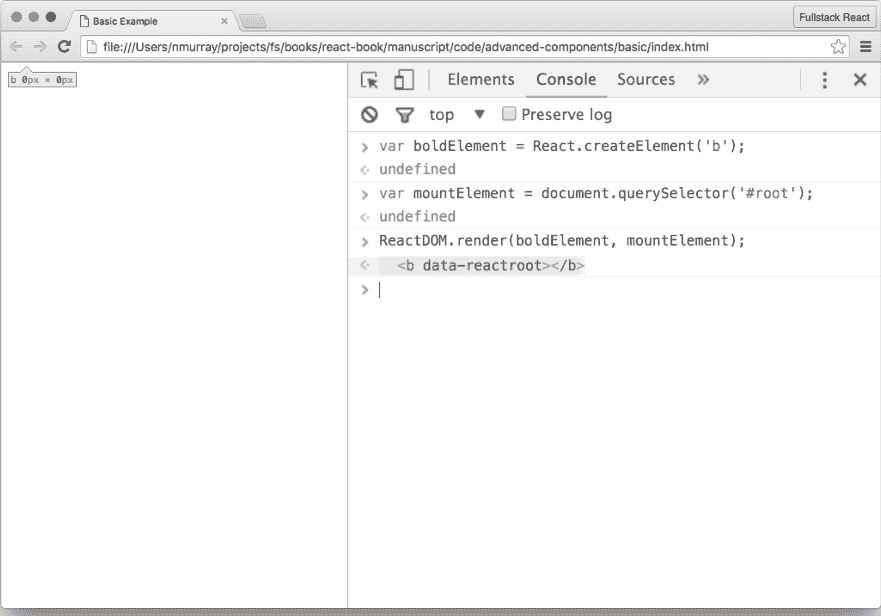 Basic Example
Fullstack React
file:///Users/nmurray/projects/fs/books/react-book/manuscript/code/advanced-components/basic/index.html
b 0px × 0px
Elements Console Sources »
top ▼ Preserve log
> var boldElement = React.createElement('b');
undefined
> var mountElement = document.querySelector('#root');
undefined
> ReactDOM.render(boldElement, mountElement);
<b data-reactroot></b>
>